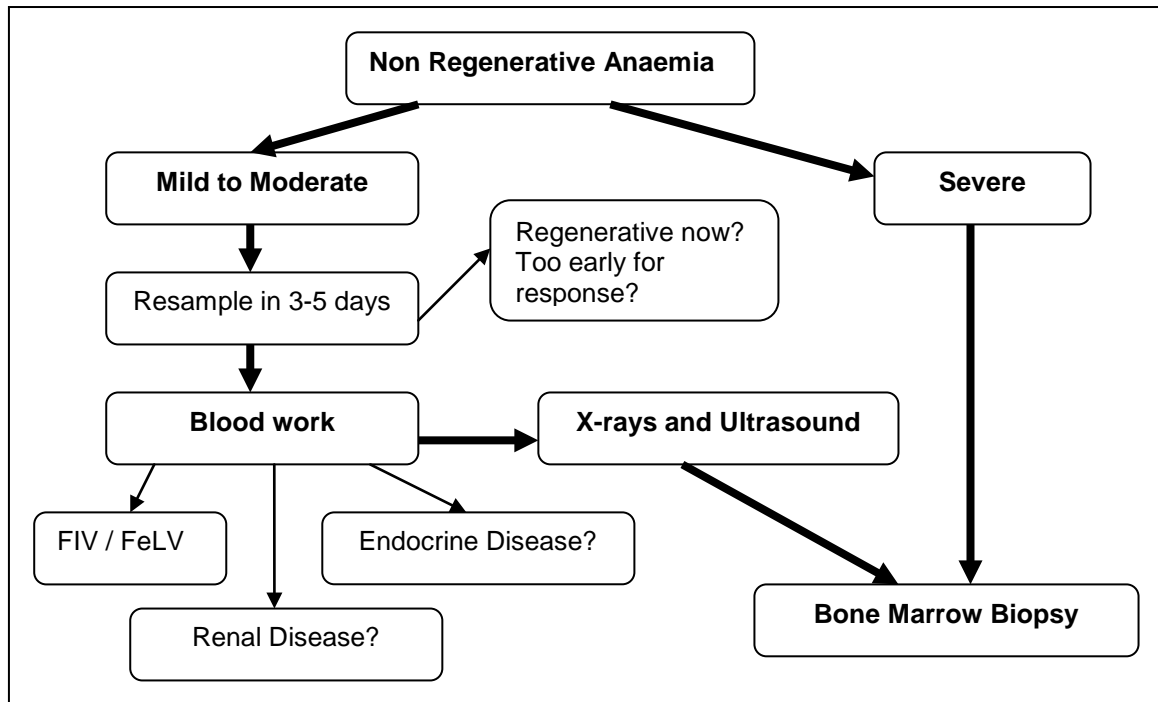 Non Regenerative Anaemia
Mild to Moderate
Severe
Regenerative now?
Too early for
response?
Resample in 3-5 days
Blood work
X-rays and Ultrasound
FIV / FeLV
Endocrine Disease?
Renal Disease?
Bone Marrow Biopsy